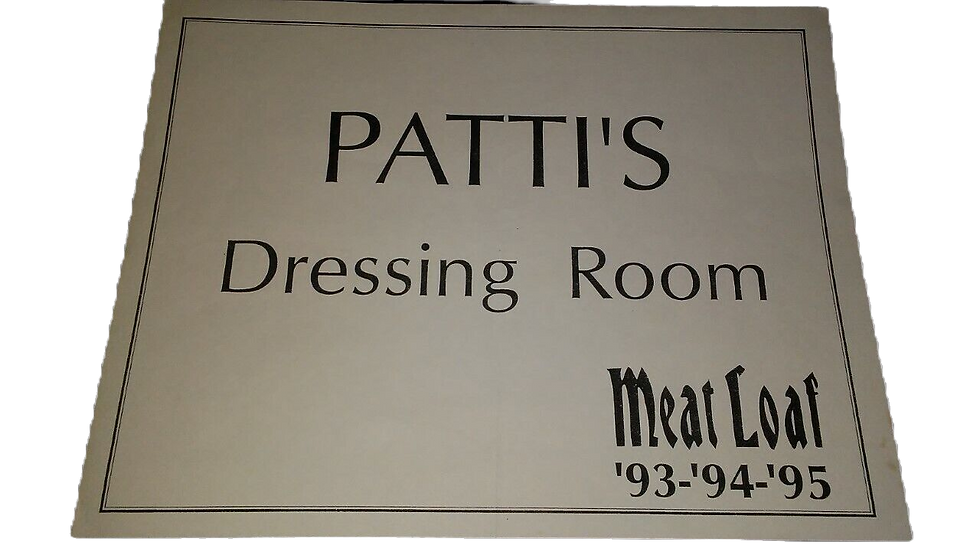 PATTI'S
Dressing Room
Meat Loaf
'93-'94-'95